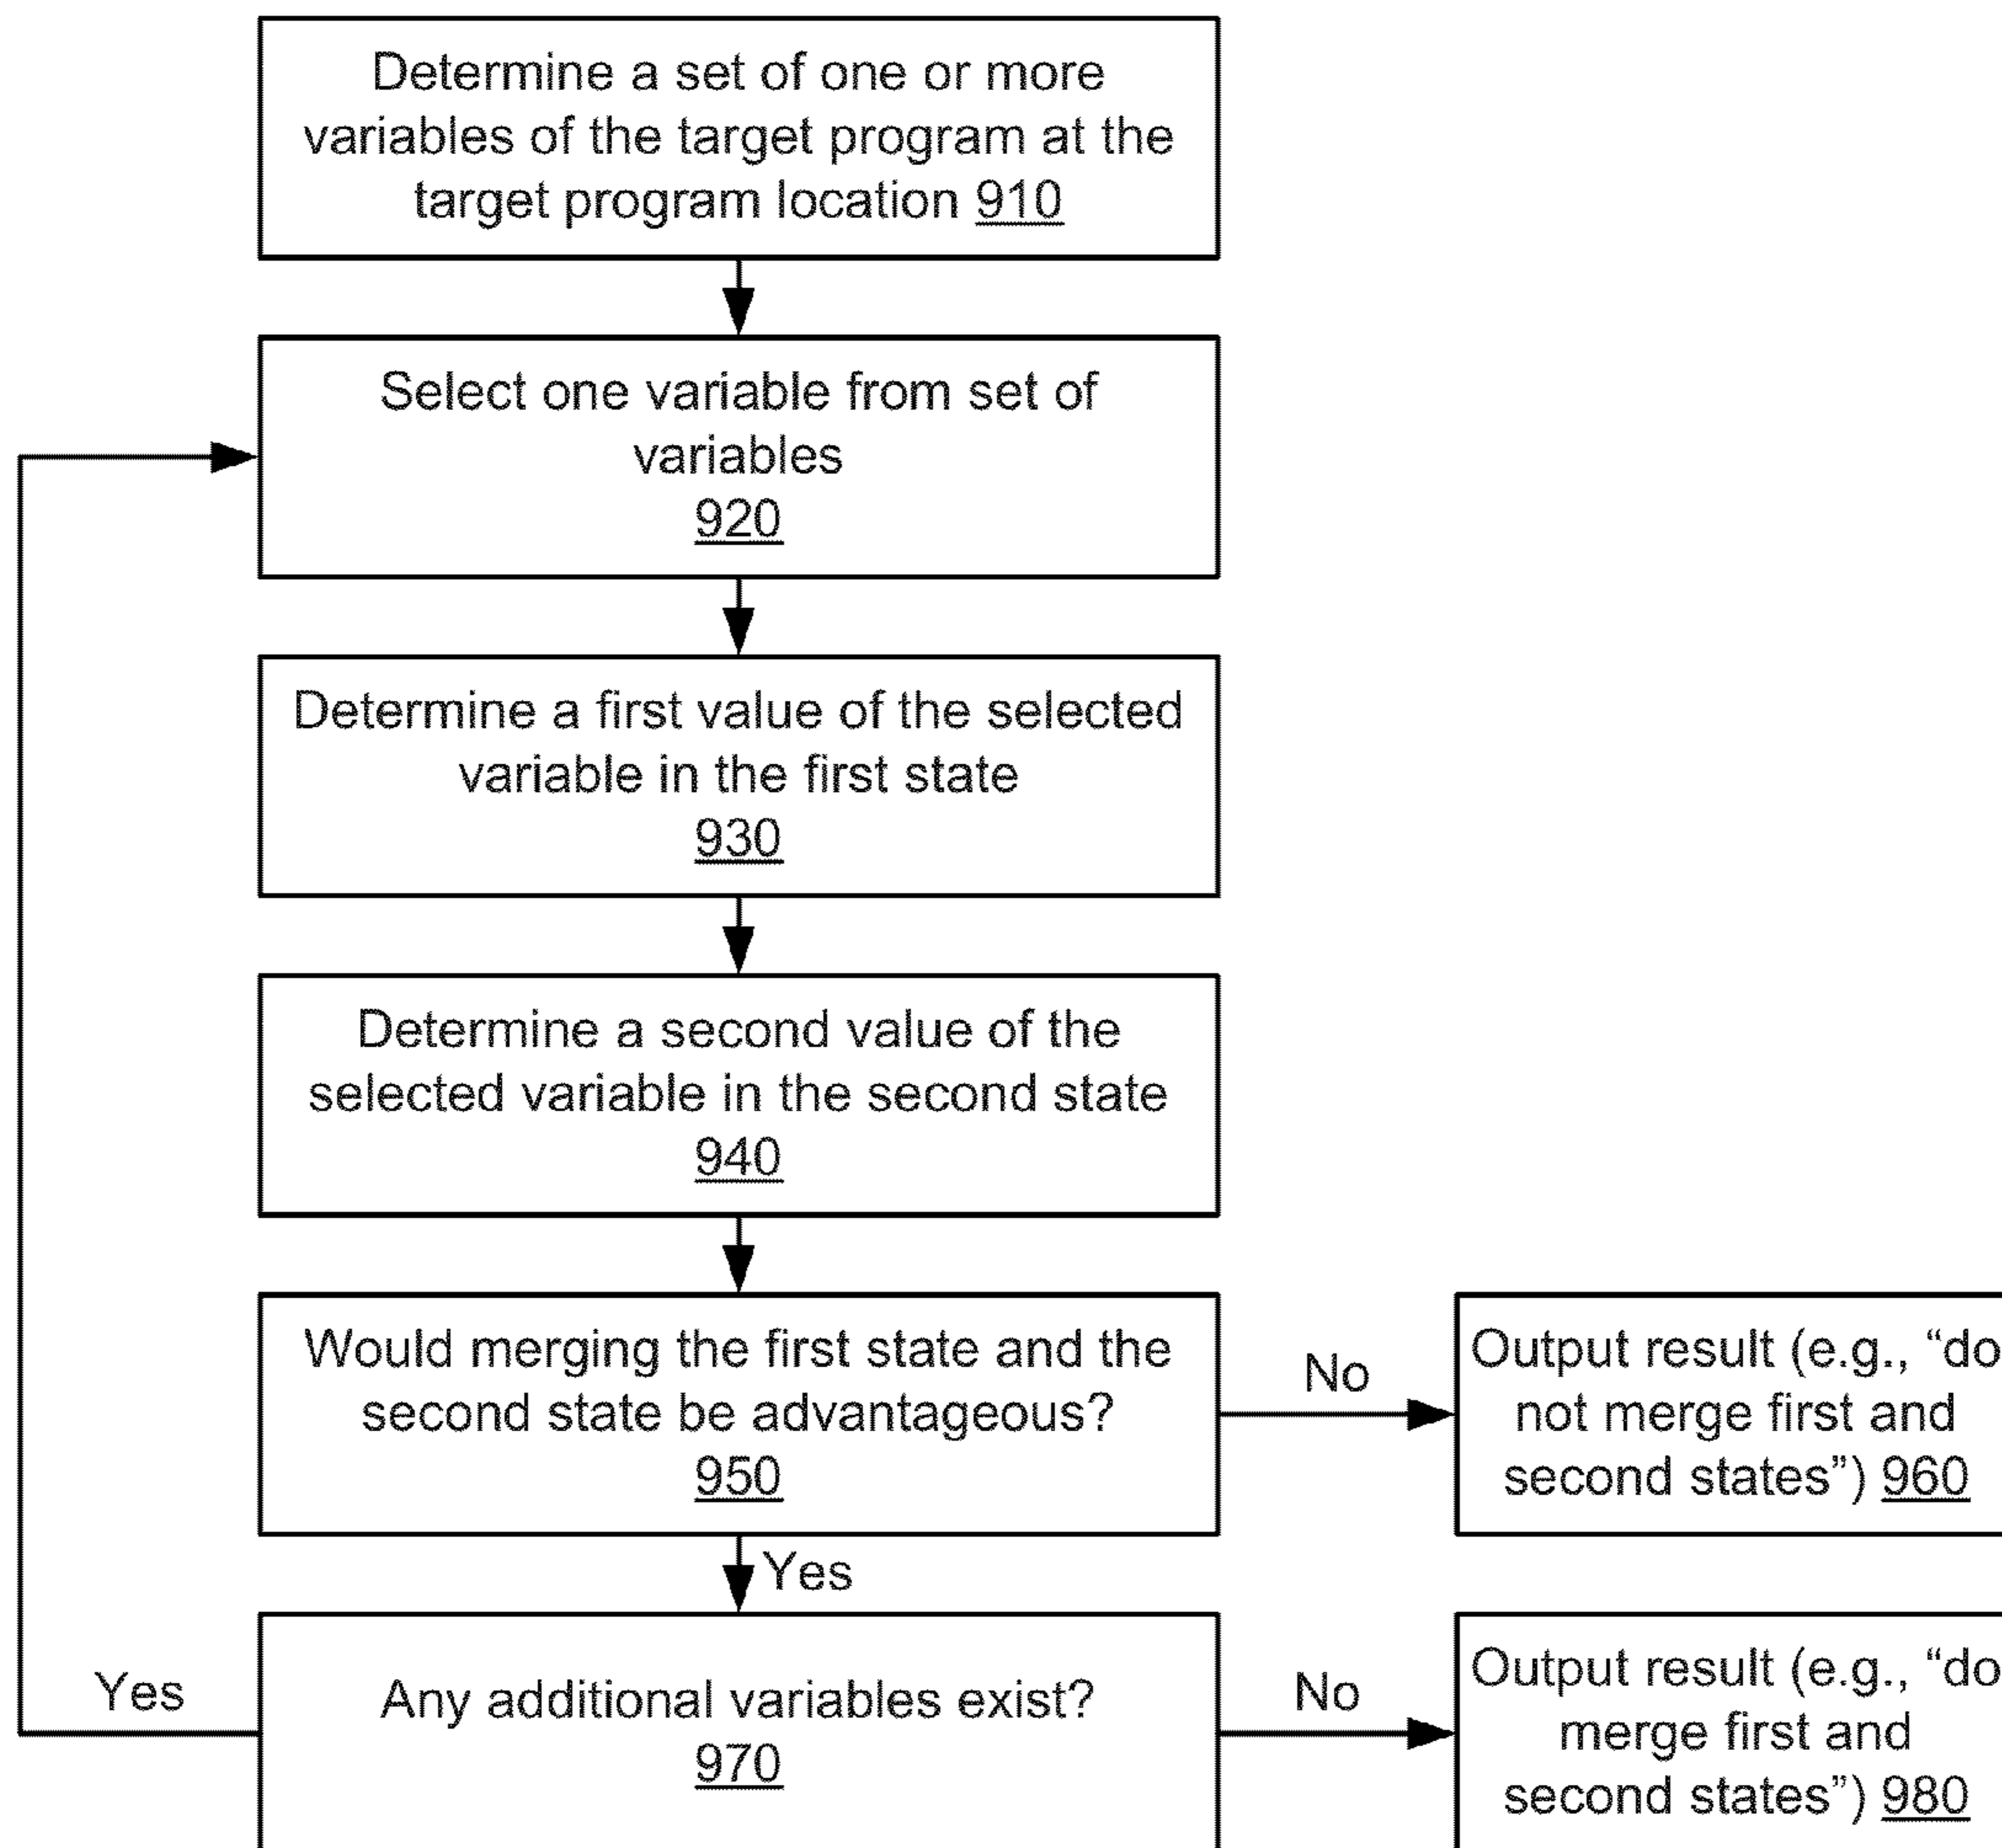 Determine a set of one or more
variables of the target program at the
target program location 910
Select one variable from set of
variables
920
Determine a first value of the selected
variable in the first state
930
Determine a second value of the
selected variable in the second state
940
Would merging the first state and the
second state be advantageous?
950
No
Output result (e.g., “do
not merge first and
second states”) 960
Yes
Yes
Any additional variables exist?
970
No
Output result (e.g., “do
merge first and
second states”) 980